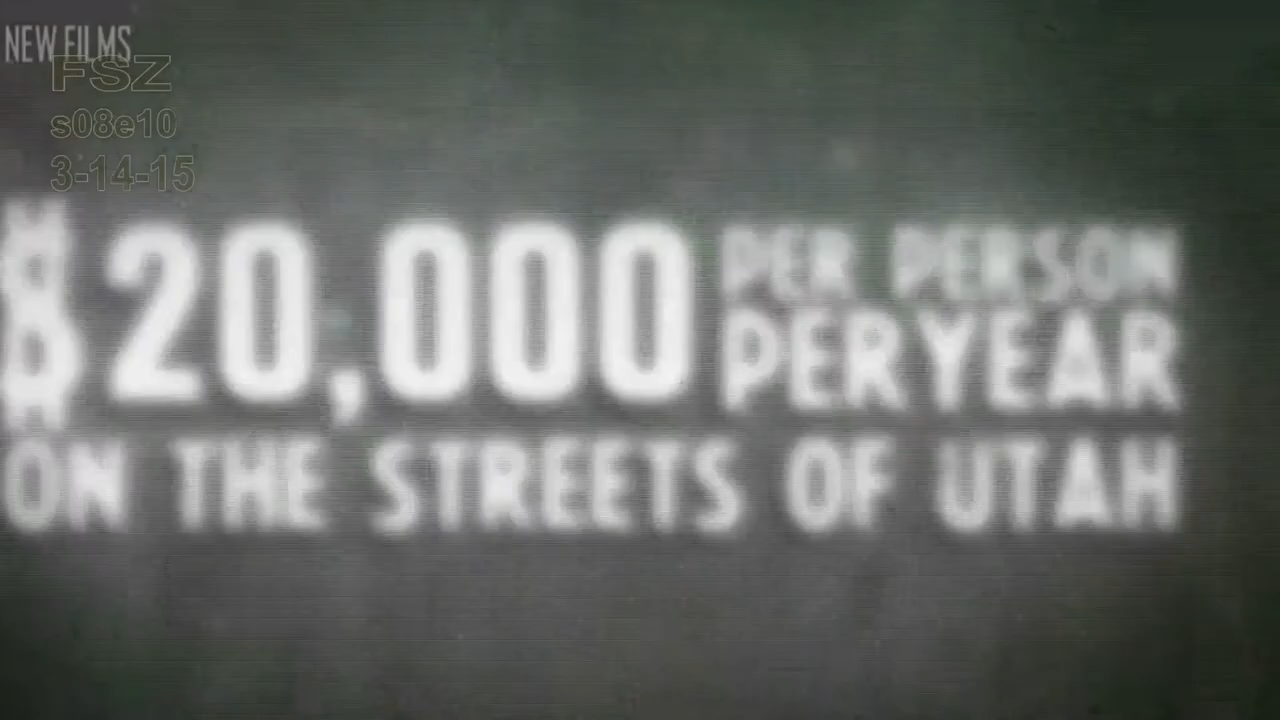 NEW FILMS
FSZ
s08e10
3-14-15
$20,000 PER PERSON
PER YEAR
ON THE STREETS OF UTAH